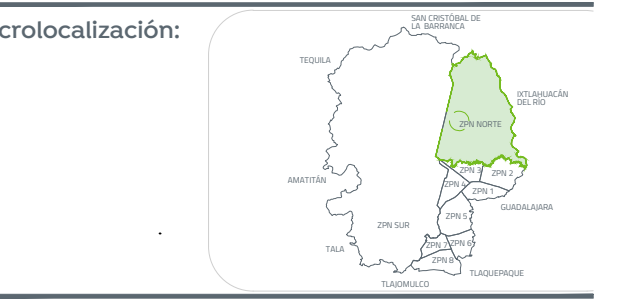 crolocalización:
SAN CRISTÓBAL DE
LA BARRANCA
TEQUILA
IXTLAHUACÁN
DEL RÍO
ZPN NORTE
ZPN 3
ZPN 2
AMATITÁN
ZPN 4
ZPN 1
GUADALAJARA
ZPN 5
ZPN SUR
TALA
ZPN 7
ZPN 6
ZPN 8
TLAQUEPAQUE
TLAJOMULCO